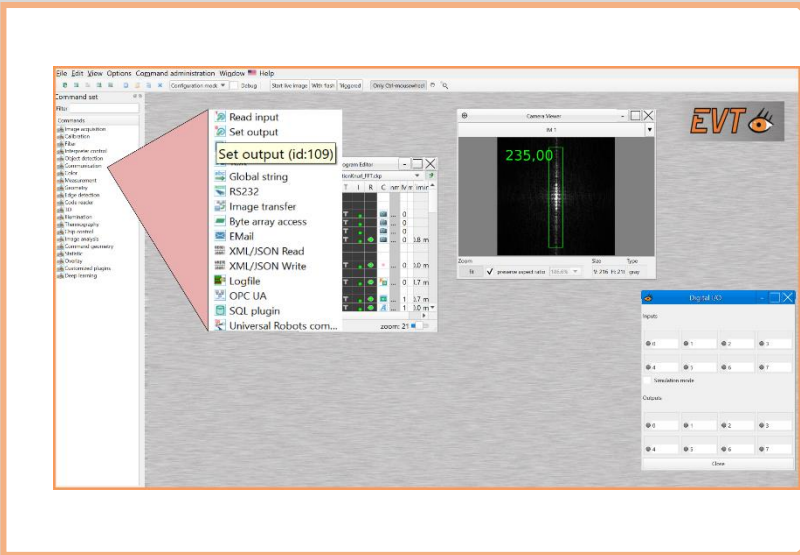 File Edit View Options Command administration Window Help
Configuration mode Debug Start live image With flash Triggered Only Ctrl-mousewheel
Command set
Filter
Commands
Image acquisition
Calibration
Filter
Interpreter control
Object detection
Communication
Color
Measurement
Geometry
Edge detection
Code reader
3D
Illumination
Thermography
Chip control
Image analysis
Command geometry
Statistic
Overlay
Customized plugins
Deep learning
Read input
Set output
Set output (id:109)
Global string
RS232
Image transfer
Byte array access
EMail
XML/JSON Read
XML/JSON Write
Logfile
OPC UA
SQL plugin
Universal Robots com...
ogram Editor
T I R C
zoom: 21
Camera Viewer
IM 1
235,00
Zoom Size Type
fit preserve aspect ratio gray
EVT
Digital I/O
Inputs
0 1 2 3
4 5 6 7
Simulation mode
Outputs
0 1 2 3
4 5 6 7
Close